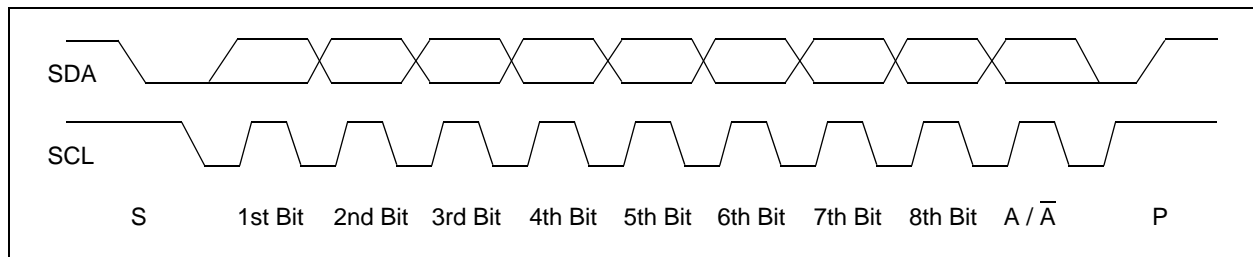 SDA
SCL
S 1st Bit 2nd Bit 3rd Bit 4th Bit 5th Bit 6th Bit 7th Bit 8th Bit A / A̅ P